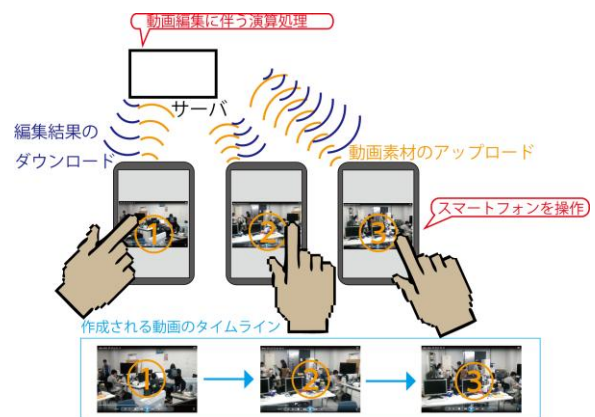 動画編集に伴う演算処理
サーバ
編集結果の
ダウンロード
動画素材のアップロード
スマートフォンを操作
①
②
③
作成される動画のタイムライン
①
②
③